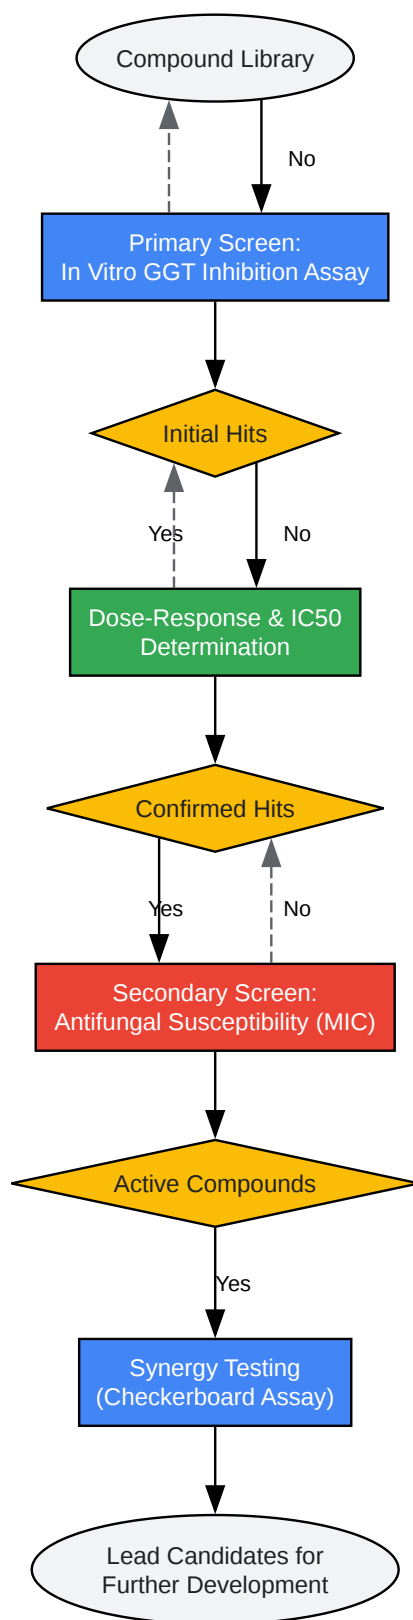 Compound Library
No
Primary Screen:
In Vitro GGT Inhibition Assay
Initial Hits
Yes
No
Dose-Response & IC50
Determination
Confirmed Hits
Yes
No
Secondary Screen:
Antifungal Susceptibility (MIC)
Active Compounds
Yes
Synergy Testing
(Checkerboard Assay)
Lead Candidates for
Further Development